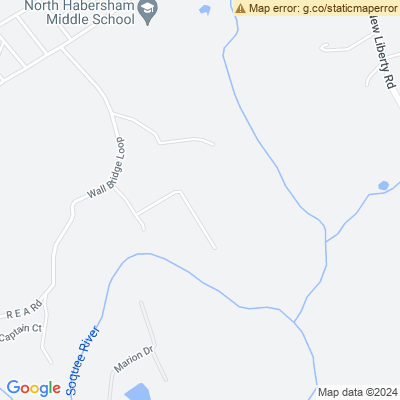 North Habersham
Middle School
Map error: g.co/staticmaperror
New Liberty Rd
Wall Bridge Loop
R E A Rd
Captain Ct
Soquee River
Marion Dr
Google
Map data ©2024